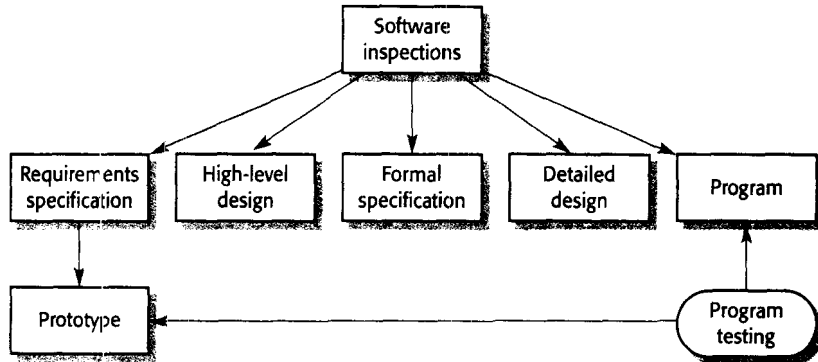 Software
inspections
Requirements
specification
High-level
design
Formal
specification
Detailed
design
Program
Prototype
Program
testing